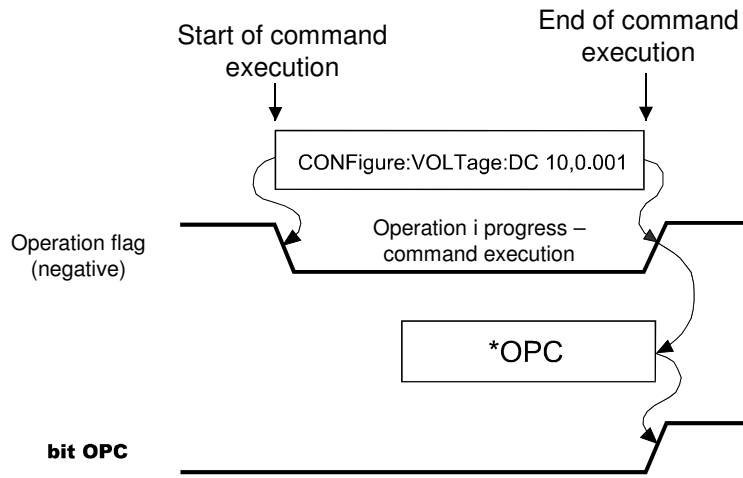 Start of command
execution
End of command
execution
CONFigure:VOLTage:DC 10,0.001
Operation flag
(negative)
Operation i progress –
command execution
*OPC
bit OPC